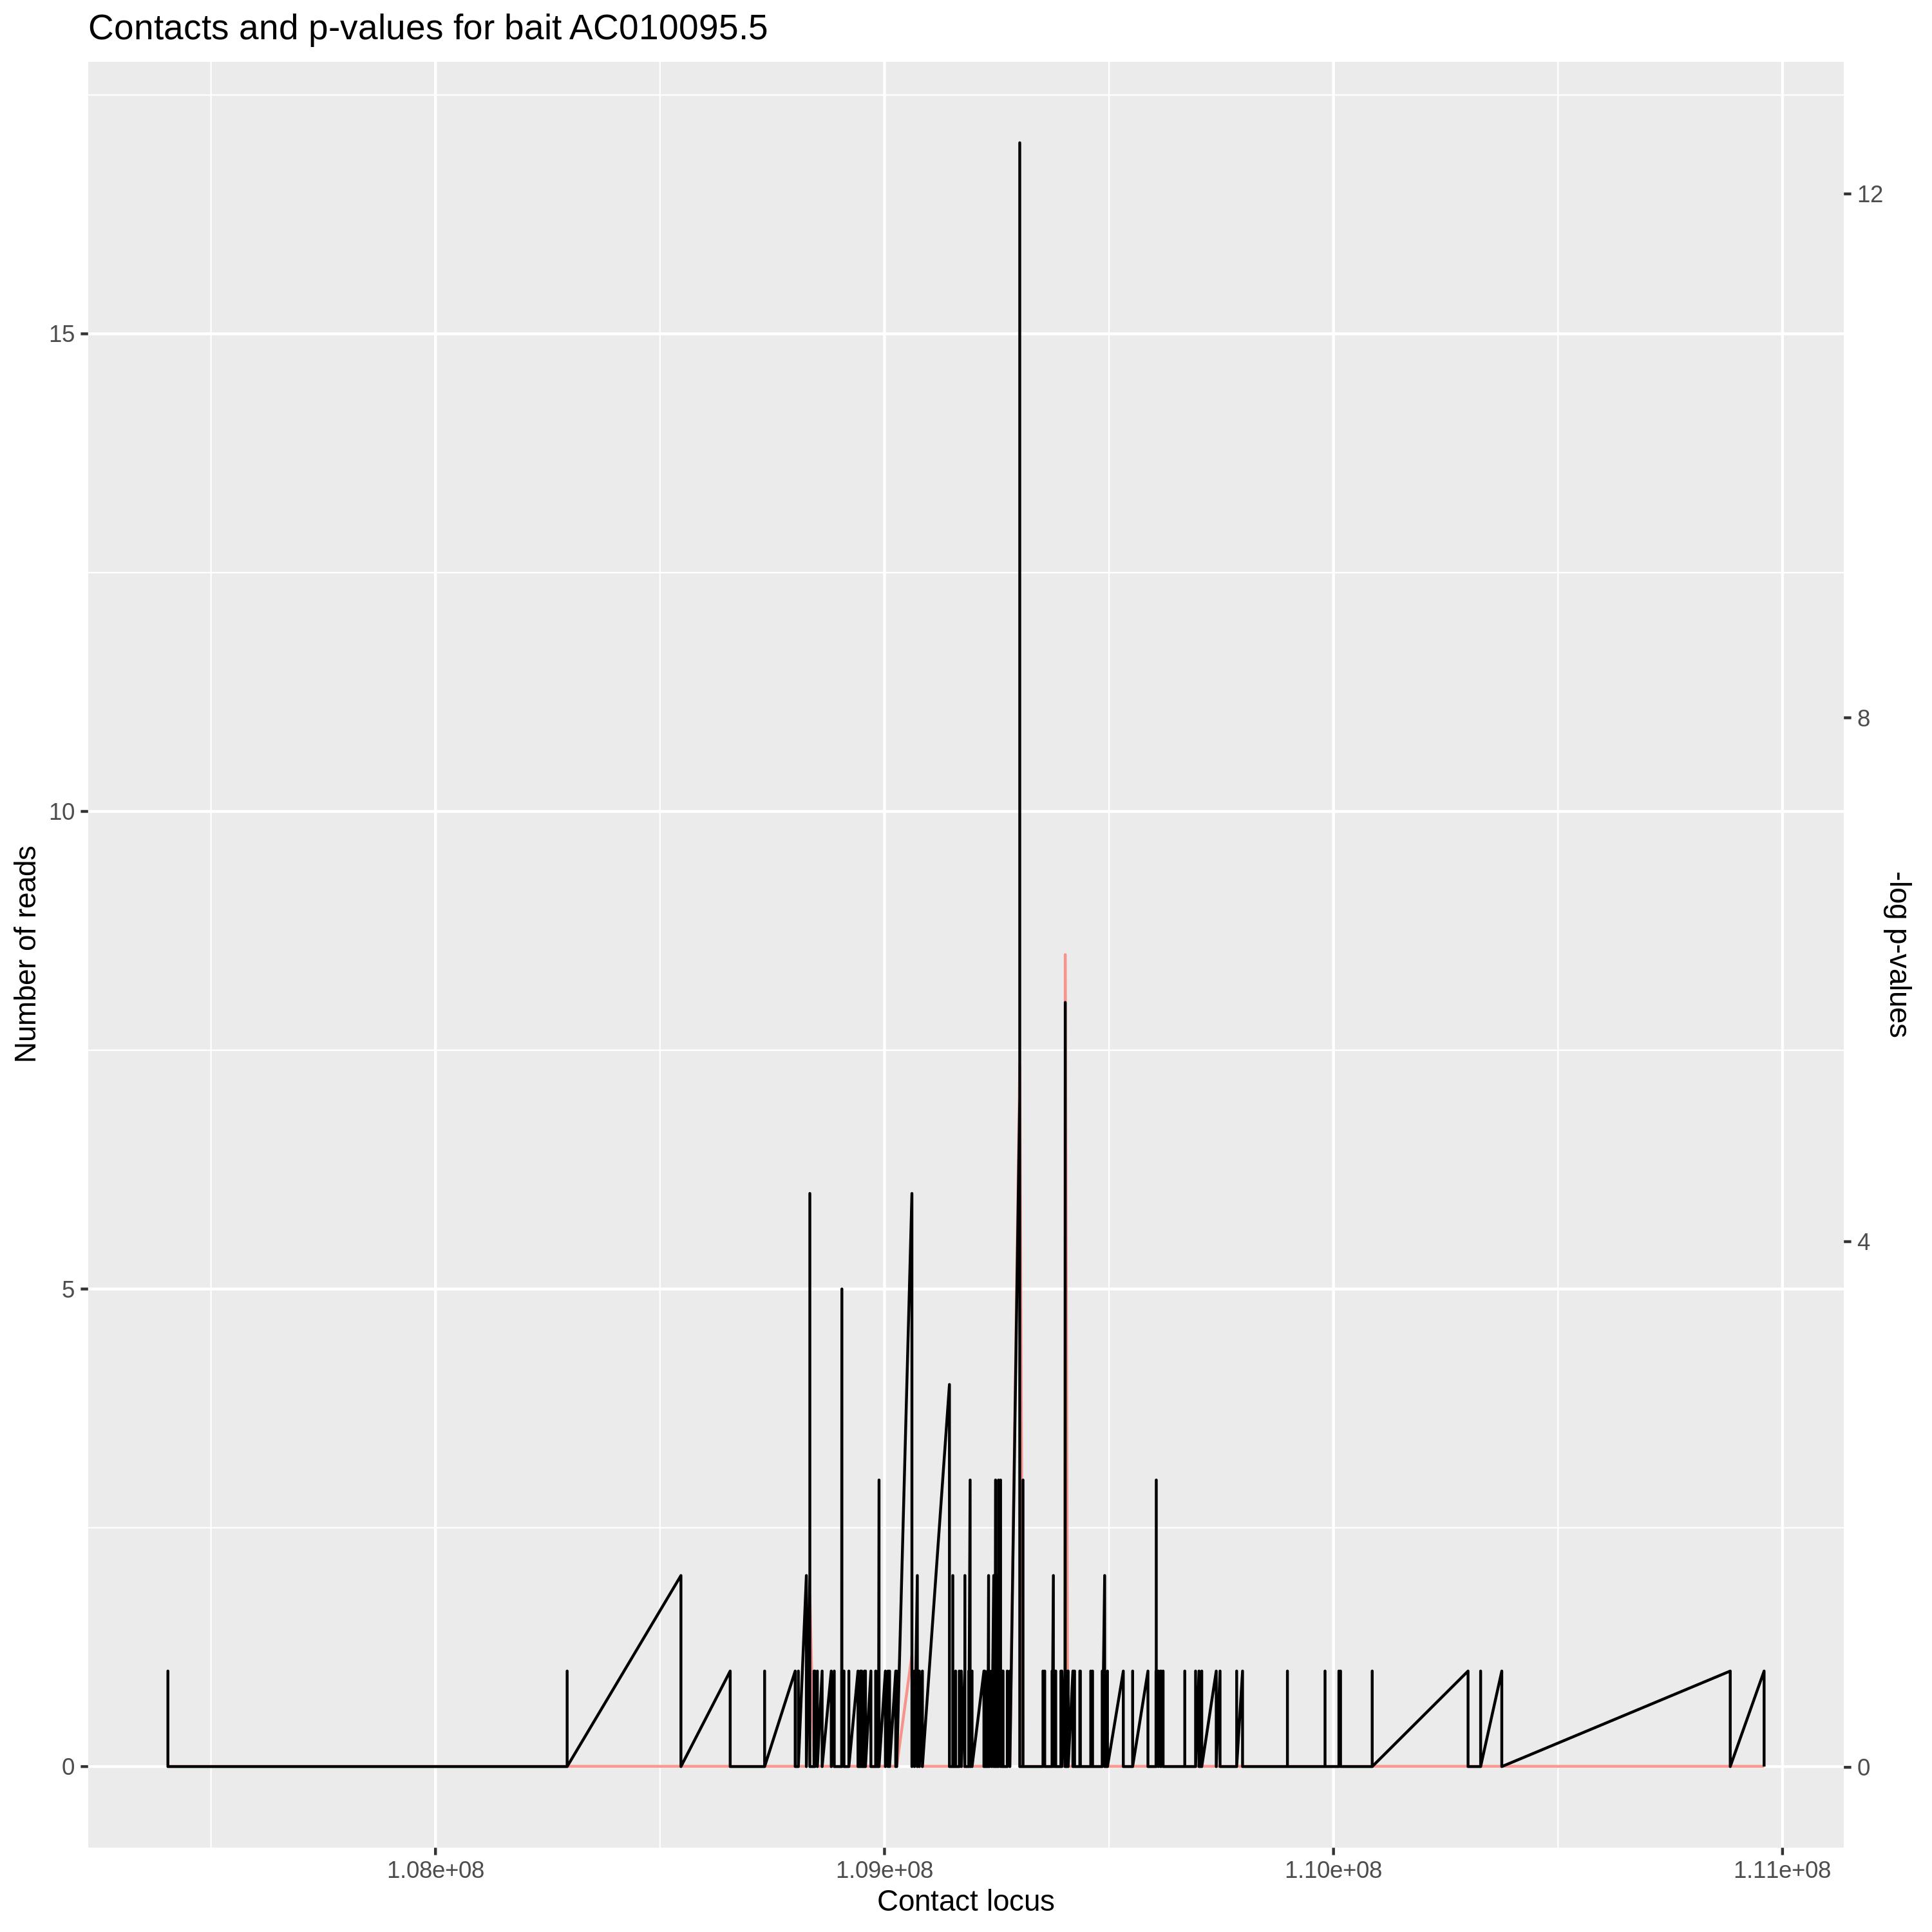 Contacts and p-values for bait AC010095.5
15
10
5
0
12
8
4
0
Number of reads
-log p-values
1.08e+08
1.09e+08
1.10e+08
1.11e+08
Contact locus